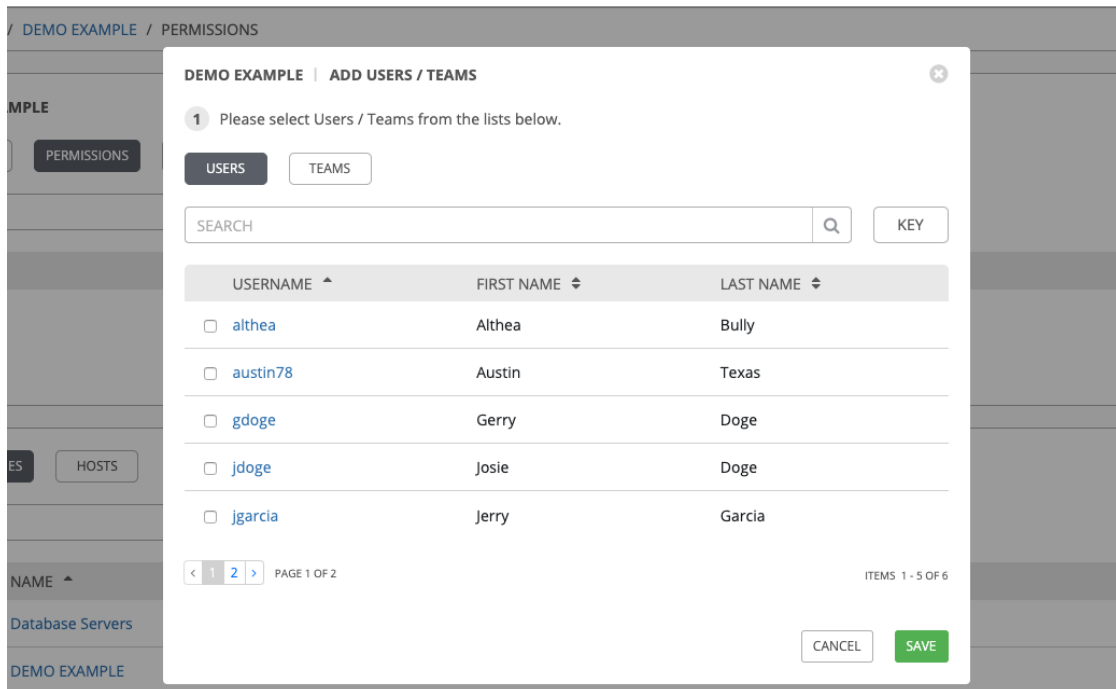 / DEMO EXAMPLE / PERMISSIONS
DEMO EXAMPLE | ADD USERS / TEAMS
MPLE
1 Please select Users / Teams from the lists below.
PERMISSIONS
USERS TEAMS
SEARCH KEY
USERNAME FIRST NAME LAST NAME
althea Althea Bully
austin78 Austin Texas
gdoge Gerry Doge
jdoge Josie Doge
ES HOSTS
jgarcia Jerry Garcia
< 1 2 > PAGE 1 OF 2 ITEMS 1 - 5 OF 6
NAME
Database Servers
CANCEL SAVE
DEMO EXAMPLE